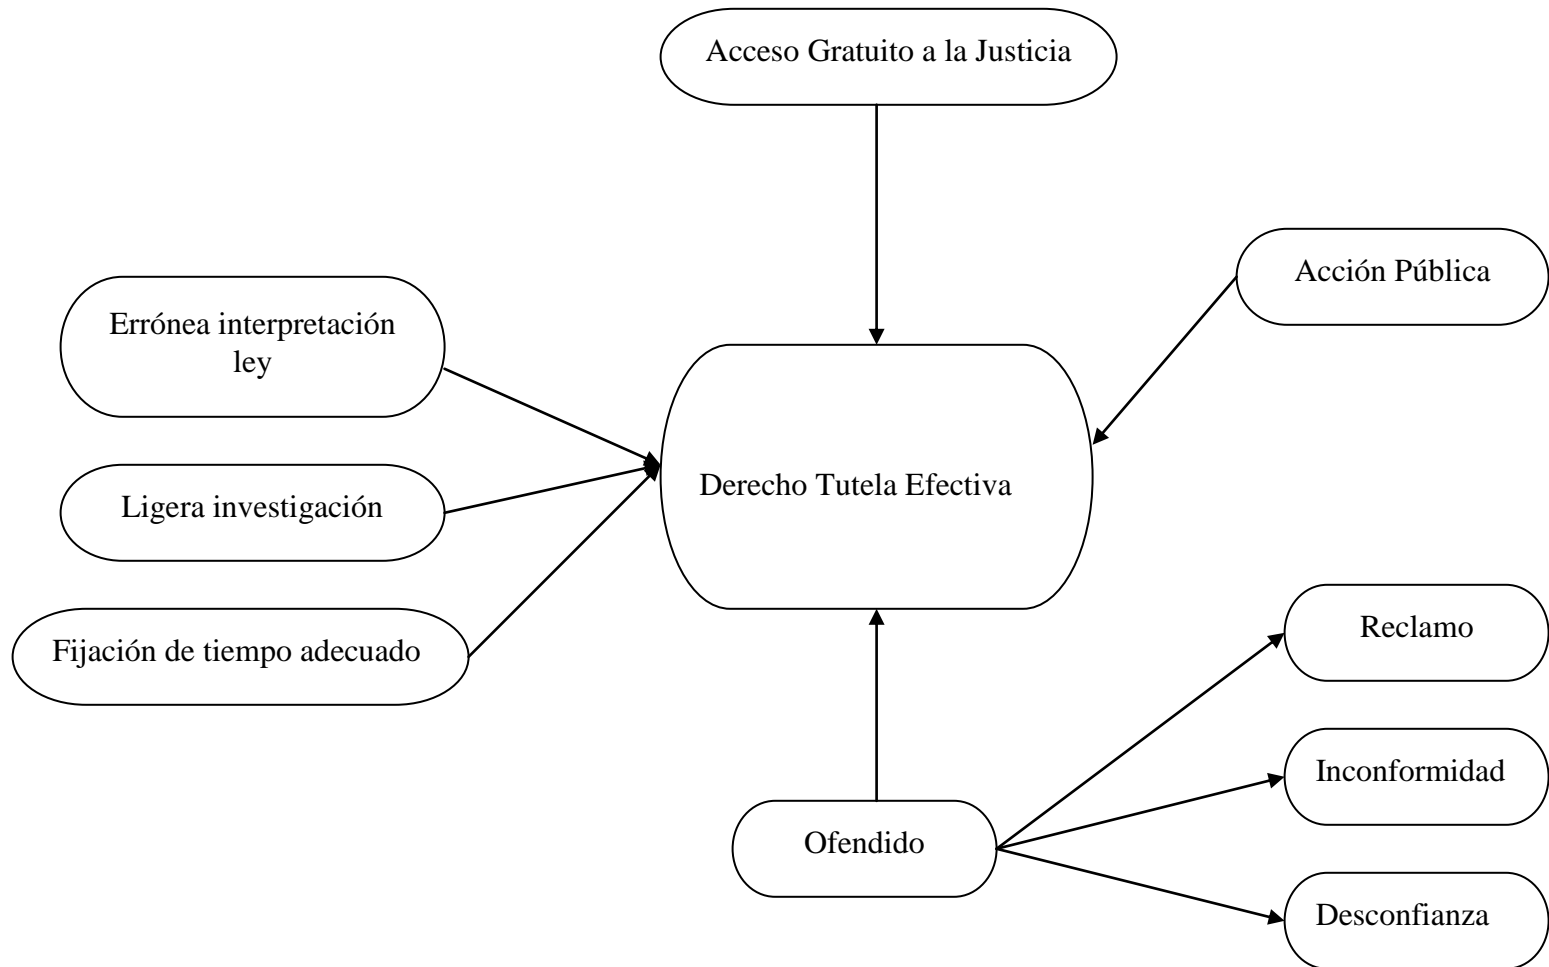 Acceso Gratuito a la Justicia
Acción Pública
Errónea interpretación
ley
Derecho Tutela Efectiva
Ligera investigación
Fijación de tiempo adecuado
Reclamo
Inconformidad
Ofendido
Desconfianza